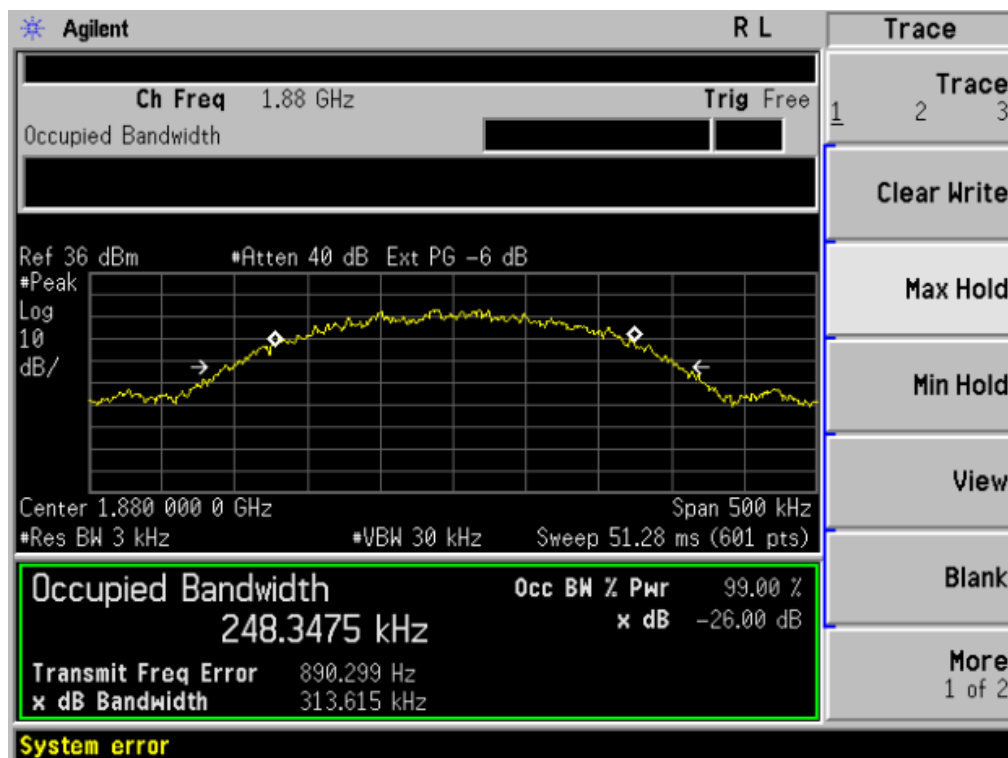 Agilent R L Trace
Ch Freq 1.88 GHz Trig Free
Occupied Bandwidth
Trace
1 2 3
Clear Write
Ref 36 dBm #Atten 40 dB Ext PG -6 dB
#Peak
Log
10
dB/
Max Hold
Min Hold
View
Center 1.880 000 0 GHz Span 500 kHz
#Res BW 3 kHz #VBW 30 kHz Sweep 51.28 ms (601 pts)
Blank
Occupied Bandwidth Occ BW % Pwr 99.00 %
248.3475 kHz x dB -26.00 dB
Transmit Freq Error 890.299 Hz
x dB Bandwidth 313.615 kHz
More
1 of 2
System error